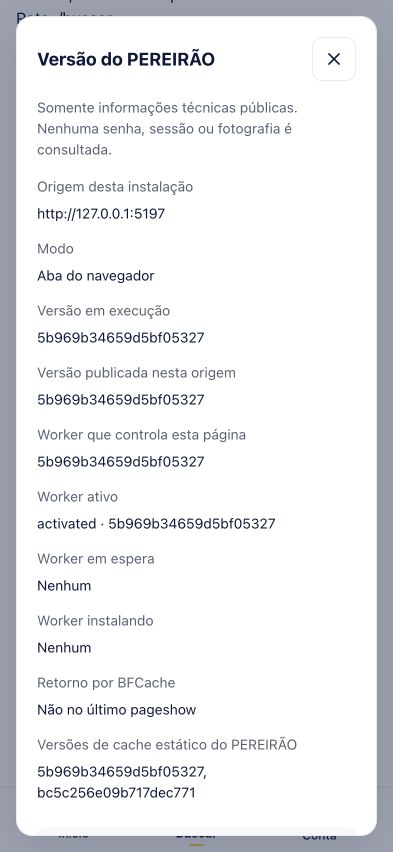 Versão do PEREIRÃO
Somente informações técnicas públicas.
Nenhuma senha, sessão ou fotografia é
consultada.
Origem desta instalação
http://127.0.0.1:5197
Modo
Aba do navegador
Versão em execução
5b969b34659d5bf05327
Versão publicada nesta origem
5b969b34659d5bf05327
Worker que controla esta página
5b969b34659d5bf05327
Worker ativo
activated · 5b969b34659d5bf05327
Worker em espera
Nenhum
Worker instalando
Nenhum
Retorno por BFCache
Não no último pageshow
Versões de cache estático do PEREIRÃO
5b969b34659d5bf05327,
bc5c256e09b717dec771
Conta